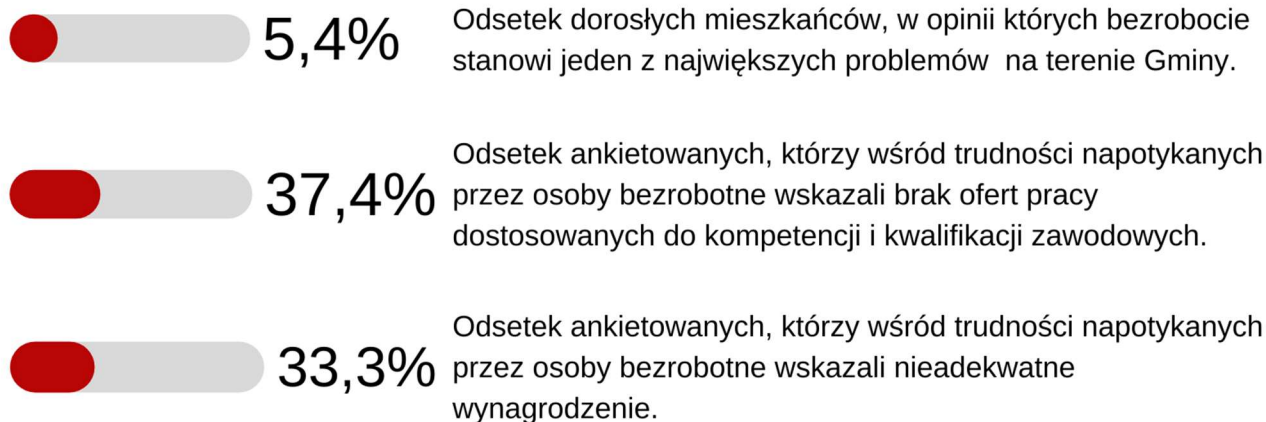 5,4%
Odsetek dorosłych mieszkańców, w opinii których bezrobocie
stanowi jeden z największych problemów  na terenie Gminy.
37,4%
Odsetek ankietowanych, którzy wśród trudności napotykanych
przez osoby bezrobotne wskazali brak ofert pracy
dostosowanych do kompetencji i kwalifikacji zawodowych.
33,3%
Odsetek ankietowanych, którzy wśród trudności napotykanych
przez osoby bezrobotne wskazali nieadekwatne
wynagrodzenie.